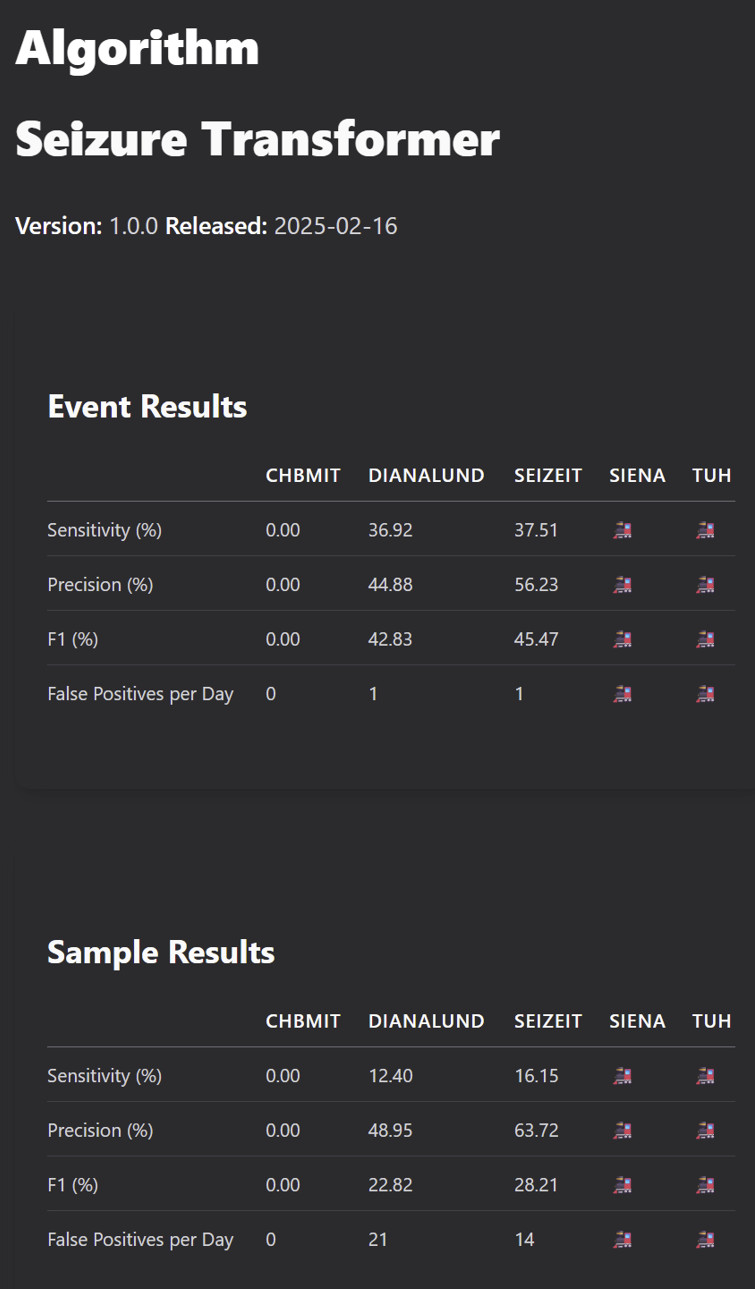 Algorithm
Seizure Transformer
Version: 1.0.0 Released: 2025-02-16
Event Results
CHBMIT DIANALUND SEIZEIT SIENA TUH
Sensitivity (%) 0.00 36.92 37.51 🚂 🚂
Precision (%) 0.00 44.88 56.23 🚂 🚂
F1 (%) 0.00 42.83 45.47 🚂 🚂
False Positives per Day 0 1 1 🚂 🚂
Sample Results
CHBMIT DIANALUND SEIZEIT SIENA TUH
Sensitivity (%) 0.00 12.40 16.15 🚂 🚂
Precision (%) 0.00 48.95 63.72 🚂 🚂
F1 (%) 0.00 22.82 28.21 🚂 🚂
False Positives per Day 0 21 14 🚂 🚂